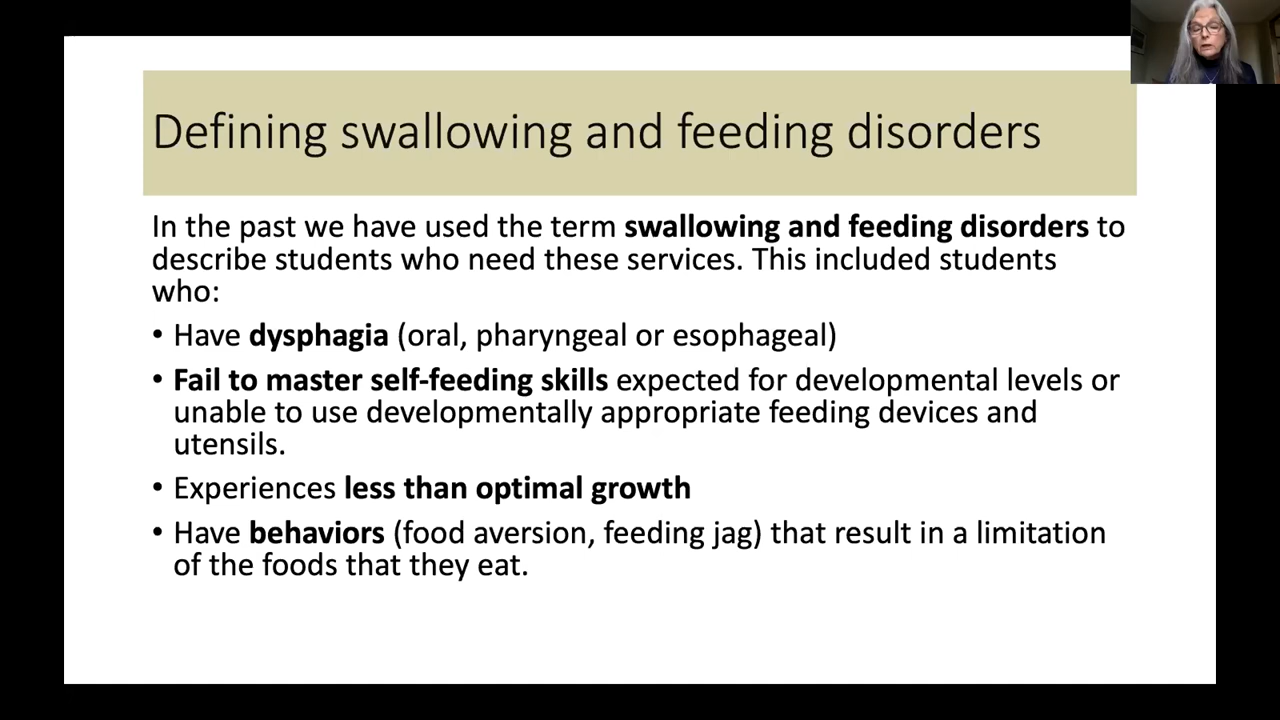 Defining swallowing and feeding disorders
In the past we have used the term swallowing and feeding disorders to
describe students who need these services. This included students
who:
• Have dysphagia (oral, pharyngeal or esophageal)
• Fail to master self-feeding skills expected for developmental levels or
unable to use developmentally appropriate feeding devices and
utensils.
• Experiences less than optimal growth
• Have behaviors (food aversion, feeding jag) that result in a limitation
of the foods that they eat.